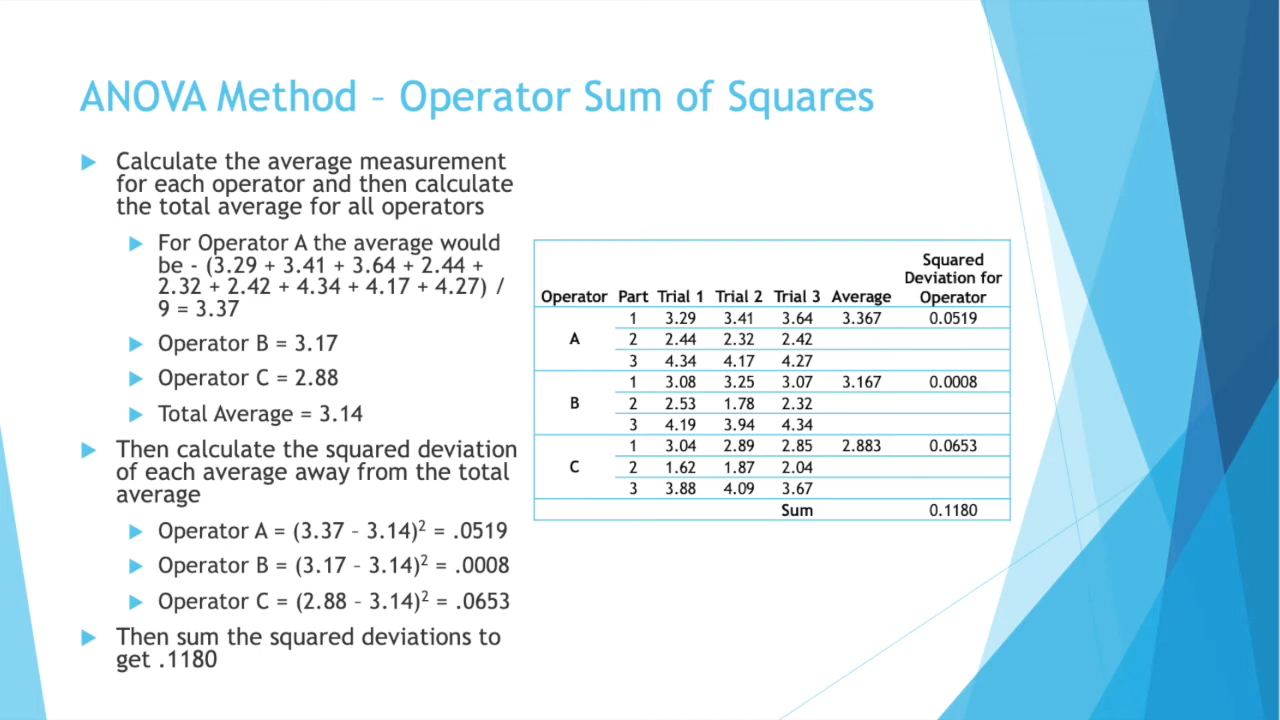 ANOVA Method – Operator Sum of Squares
Calculate the average measurement
for each operator and then calculate
the total average for all operators
For Operator A the average would
be - (3.29 + 3.41 + 3.64 + 2.44 +
2.32 + 2.42 + 4.34 + 4.17 + 4.27) /
9 = 3.37
Operator B = 3.17
Operator C = 2.88
Total Average = 3.14
Then calculate the squared deviation
of each average away from the total
average
Operator A = (3.37 – 3.14)² = .0519
Operator B = (3.17 – 3.14)² = .0008
Operator C = (2.88 – 3.14)² = .0653
Then sum the squared deviations to
get .1180
Squared
Deviation for
Operator Part Trial 1 Trial 2 Trial 3 Average Operator
1 3.29 3.41 3.64 3.367 0.0519
A 2 2.44 2.32 2.42
3 4.34 4.17 4.27
1 3.08 3.25 3.07 3.167 0.0008
B 2 2.53 1.78 2.32
3 4.19 3.94 4.34
1 3.04 2.89 2.85 2.883 0.0653
C 2 1.62 1.87 2.04
3 3.88 4.09 3.67
Sum 0.1180